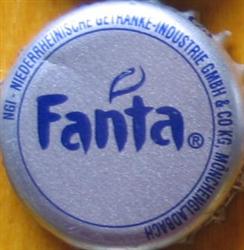 NGI - NIEDERRHEINISCHE GETRÄNKE-INDUSTRIE GMBH & CO KG, MÖNCHENGLADBACH
Fanta®